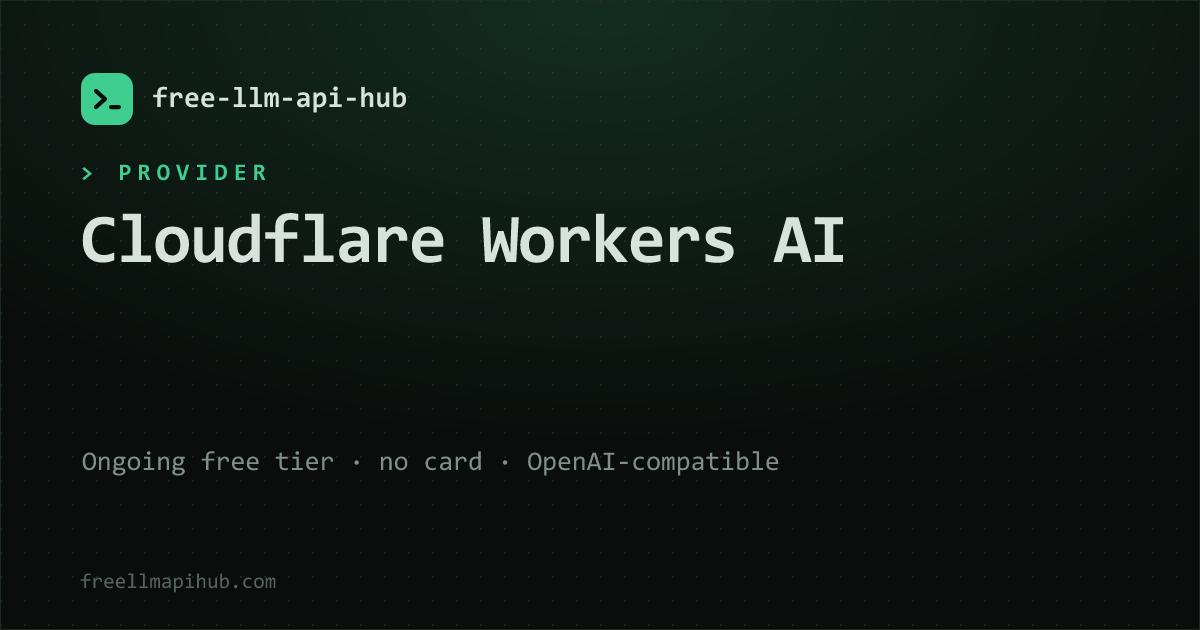 free-llm-api-hub
> PROVIDER
Cloudflare Workers AI
Ongoing free tier · no card · OpenAI-compatible
freellmapihub.com